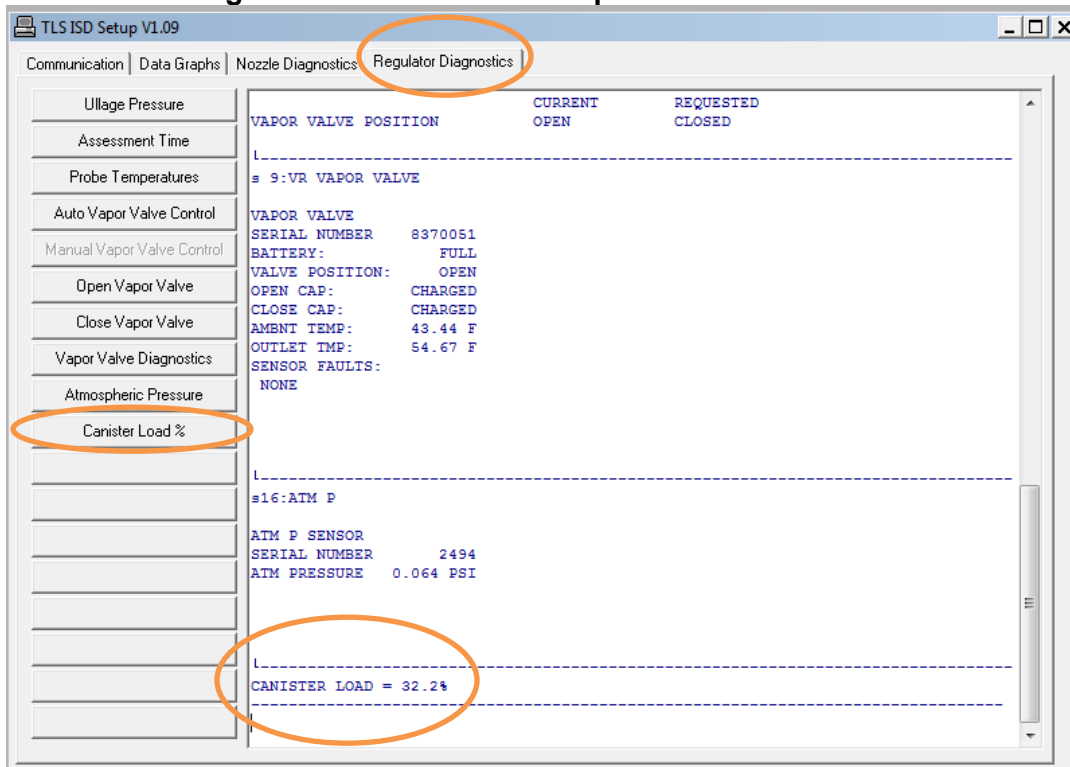 TLS ISD Setup V1.09
Communication Data Graphs Nozzle Diagnostics Regulator Diagnostics
Ullage Pressure
Assessment Time
Probe Temperatures
Auto Vapor Valve Control
Manual Vapor Valve Control
Open Vapor Valve
Close Vapor Valve
Vapor Valve Diagnostics
Atmospheric Pressure
Canister Load %
CURRENT REQUESTED
VAPOR VALVE POSITION OPEN CLOSED
s 9:VR VAPOR VALVE
VAPOR VALVE
SERIAL NUMBER 8370051
BATTERY: FULL
VALVE POSITION: OPEN
OPEN CAP: CHARGED
CLOSE CAP: CHARGED
AMBNT TEMP: 43.44 F
OUTLET TMP: 54.67 F
SENSOR FAULTS:
NONE
s16:ATM P
ATM P SENSOR
SERIAL NUMBER 2494
ATM PRESSURE 0.064 PSI
CANISTER LOAD = 32.2%